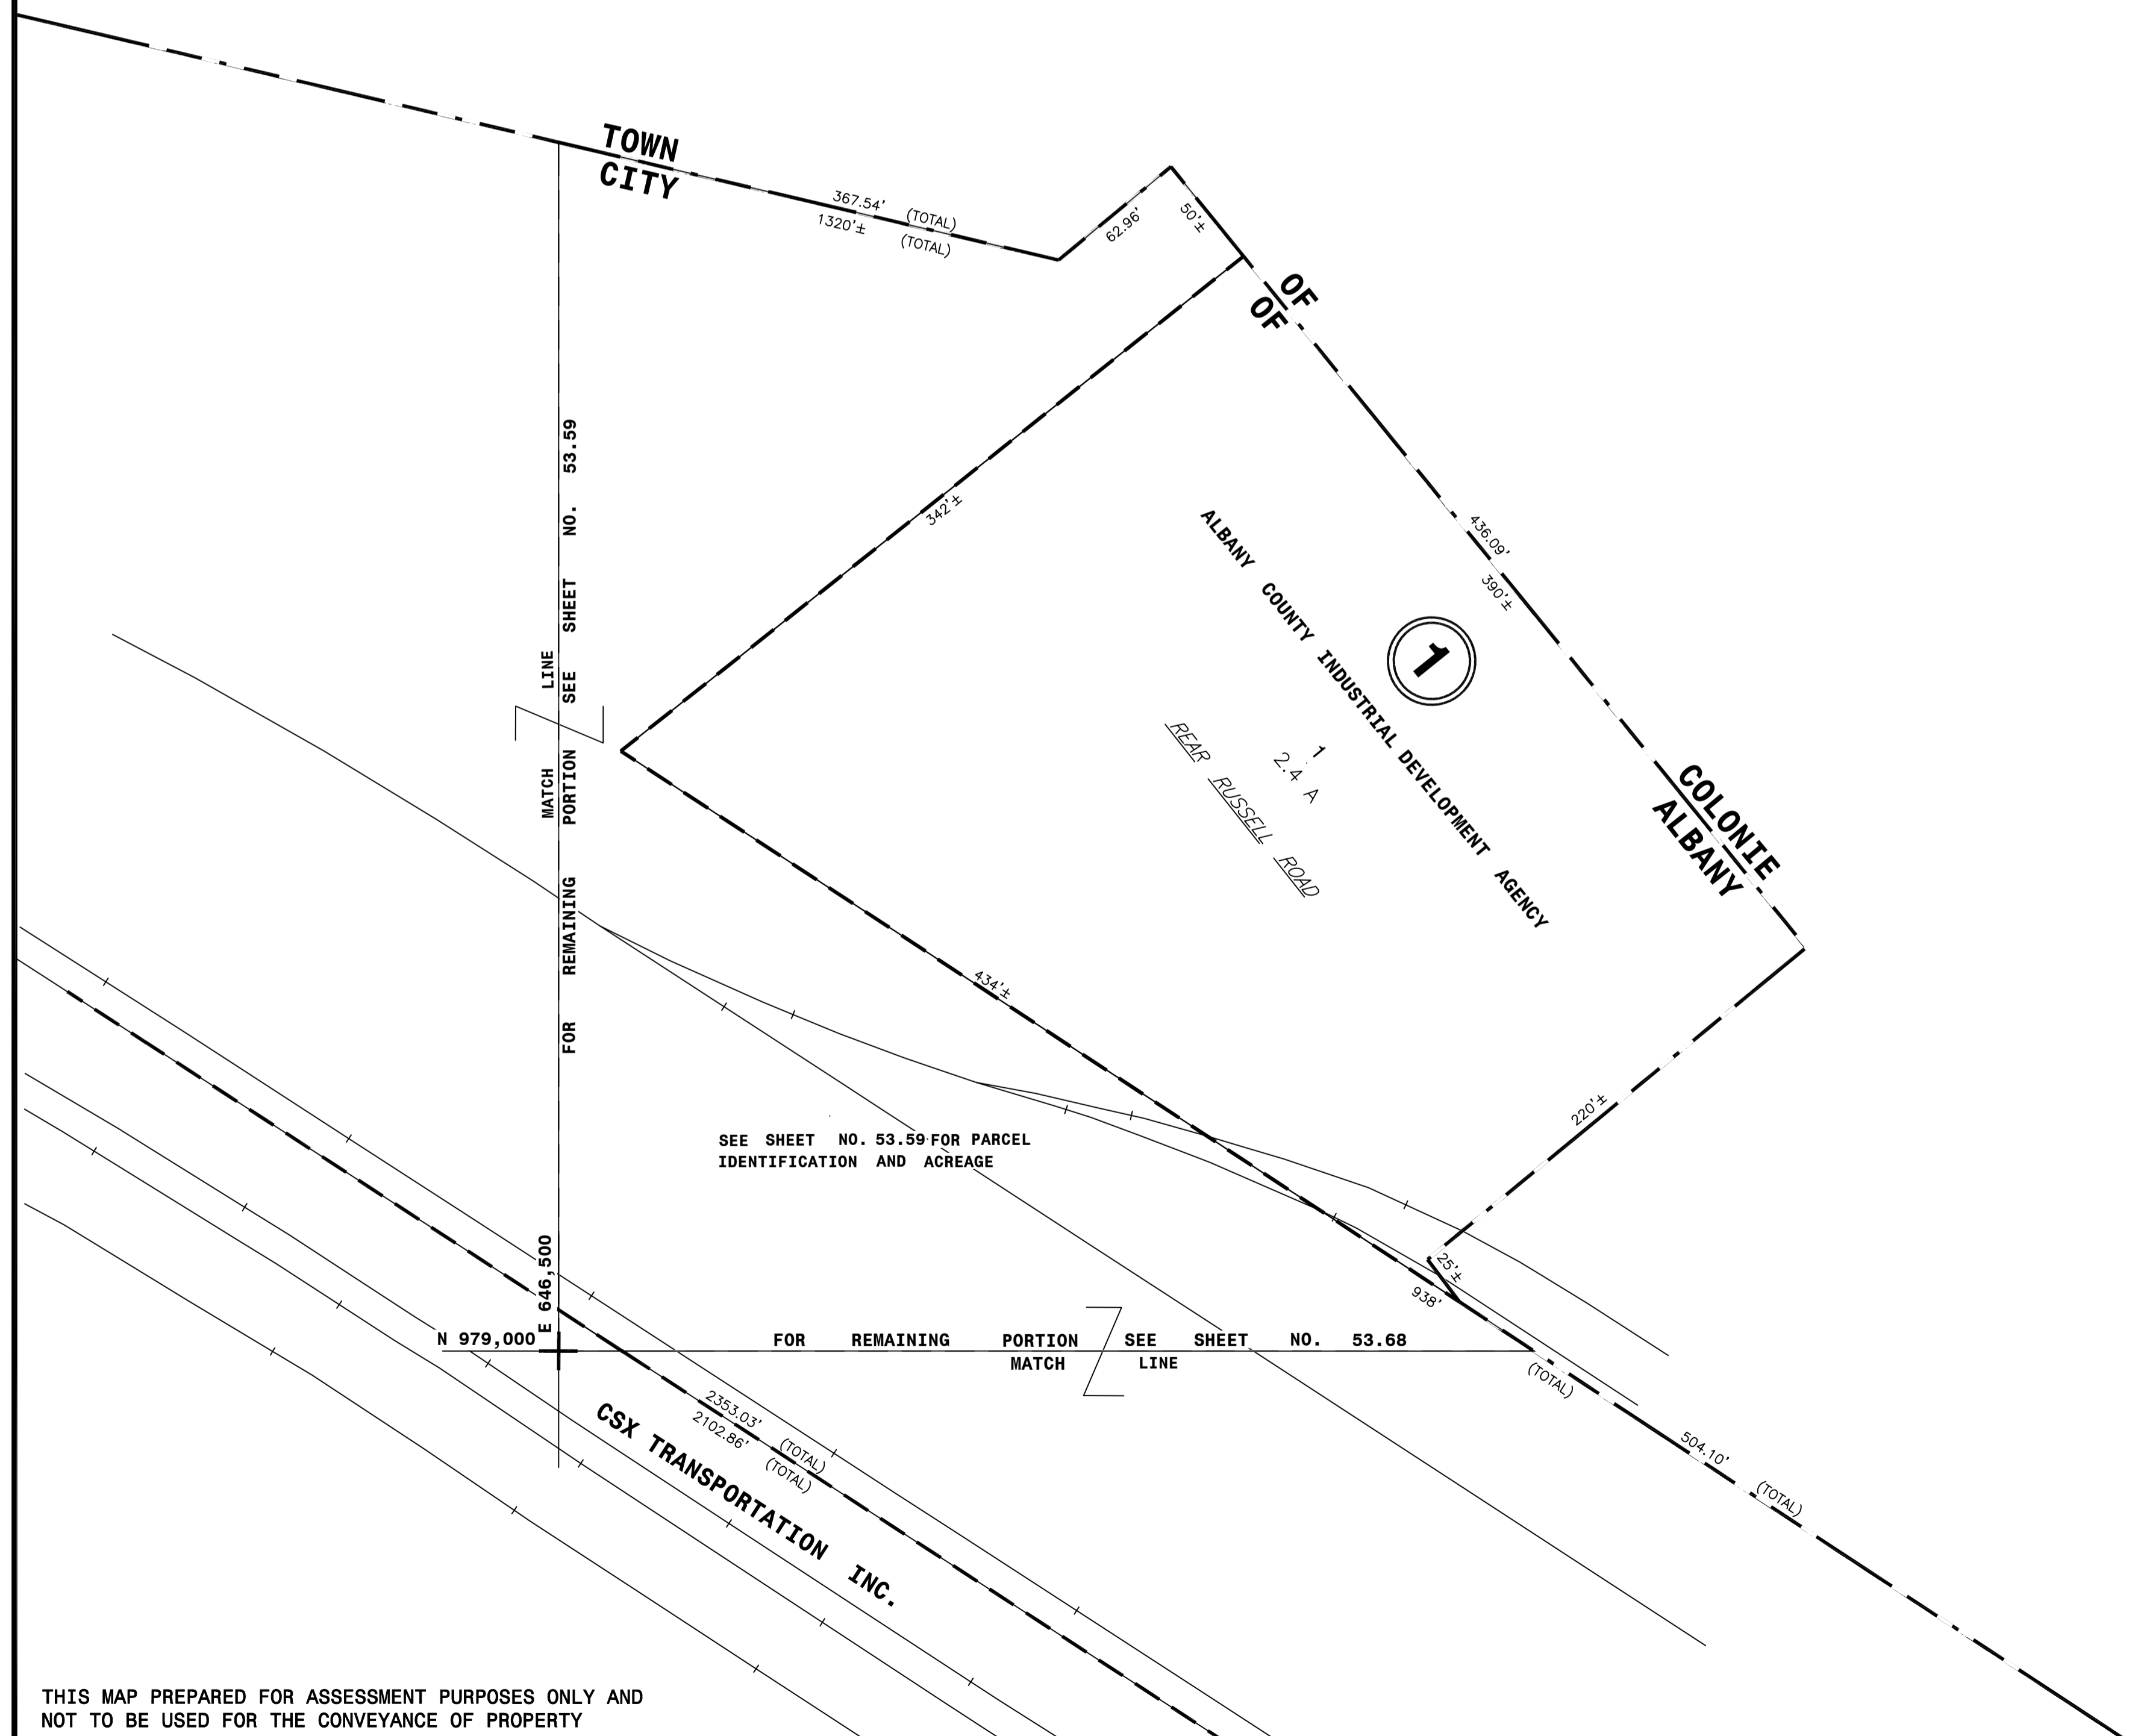 TOWN
CITY
367.54' (TOTAL)
1320'± (TOTAL)
62.96'
50'±
OF
OF
MATCH LINE
FOR REMAINING PORTION SEE SHEET NO. 53.59
342'±
436.09'
390'±
ALBANY COUNTY INDUSTRIAL DEVELOPMENT AGENCY
1
1
2.4 A
REAR RUSSELL ROAD
COLONIE
ALBANY
434'±
220'±
SEE SHEET NO. 53.59 FOR PARCEL
IDENTIFICATION AND ACREAGE
25'±
938'
(TOTAL)
E 646,500
N 979,000
FOR REMAINING PORTION SEE SHEET NO. 53.68
MATCH LINE
2353.03' (TOTAL)
2102.86' (TOTAL)
CSX TRANSPORTATION INC.
504.10' (TOTAL)
THIS MAP PREPARED FOR ASSESSMENT PURPOSES ONLY AND
NOT TO BE USED FOR THE CONVEYANCE OF PROPERTY